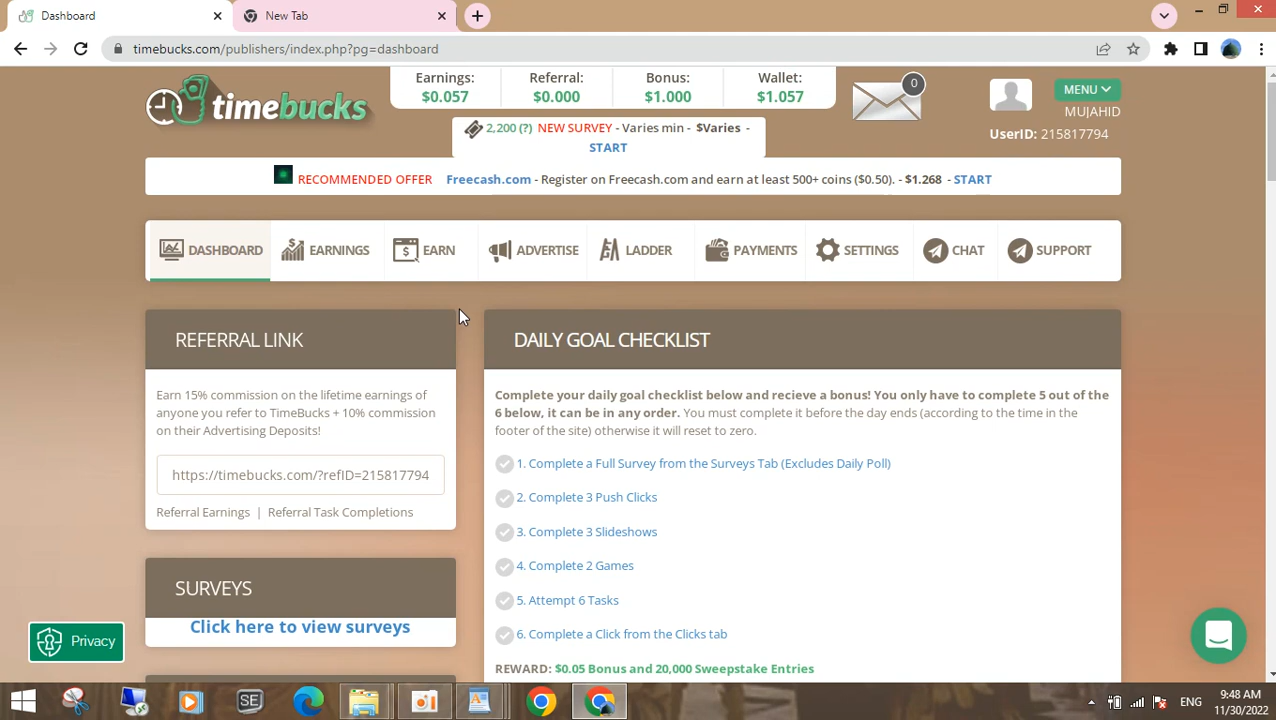 Dashboard
New Tab
timebucks.com/publishers/index.php?pg=dashboard
timebucks
Earnings:
$0.057
Referral:
$0.000
Bonus:
$1.000
Wallet:
$1.057
0
MENU
MUJAHID
UserID: 215817794
2,200 (?) NEW SURVEY - Varies min - $Varies -
START
RECOMMENDED OFFER Freecash.com - Register on Freecash.com and earn at least 500+ coins ($0.50). - $1.268 - START
DASHBOARD
EARNINGS
EARN
ADVERTISE
LADDER
PAYMENTS
SETTINGS
CHAT
SUPPORT
REFERRAL LINK
Earn 15% commission on the lifetime earnings of
anyone you refer to TimeBucks + 10% commission
on their Advertising Deposits!
https://timebucks.com/?refID=215817794
Referral Earnings | Referral Task Completions
SURVEYS
Click here to view surveys
DAILY GOAL CHECKLIST
Complete your daily goal checklist below and recieve a bonus! You only have to complete 5 out of the
6 below, it can be in any order. You must complete it before the day ends (according to the time in the
footer of the site) otherwise it will reset to zero.
1. Complete a Full Survey from the Surveys Tab (Excludes Daily Poll)
2. Complete 3 Push Clicks
3. Complete 3 Slideshows
4. Complete 2 Games
5. Attempt 6 Tasks
6. Complete a Click from the Clicks tab
REWARD: $0.05 Bonus and 20,000 Sweepstake Entries
Privacy
SE
ENG
9:48 AM
11/30/2022